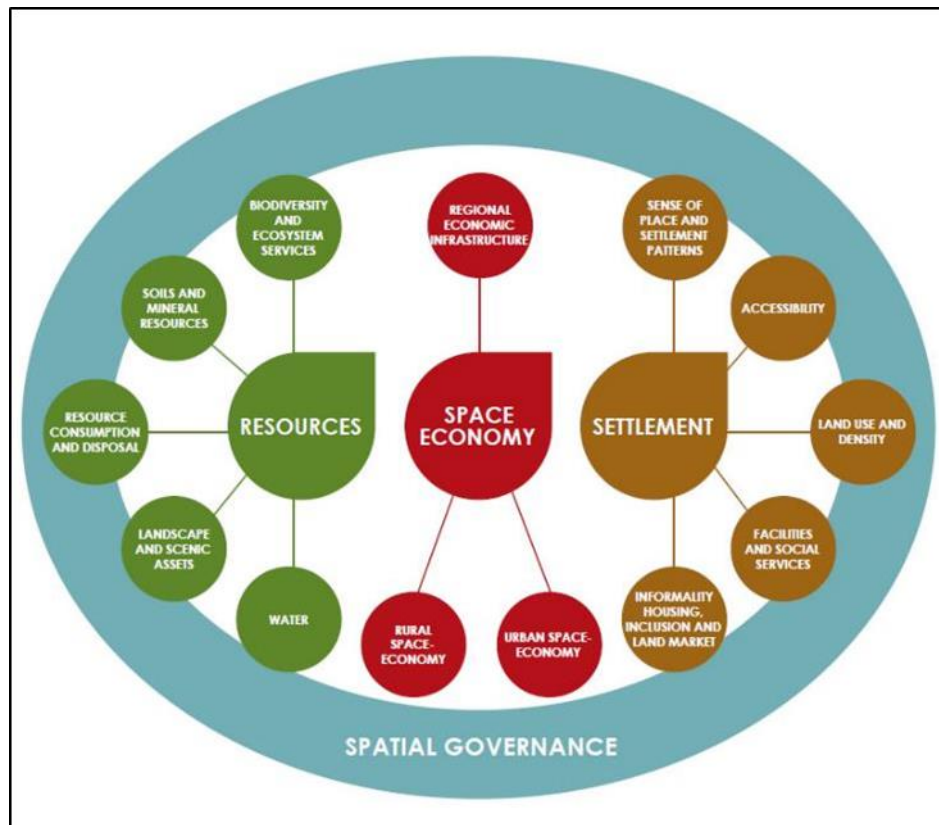 BIODIVERSITY
AND
ECOSYSTEM
SERVICES
SOILS AND
MINERAL
RESOURCES
RESOURCE
CONSUMPTION
AND DISPOSAL
LANDSCAPE
AND SCENIC
ASSETS
WATER
RESOURCES
REGIONAL
ECONOMIC
INFRASTRUCTURE
SPACE
ECONOMY
RURAL
SPACE-
ECONOMY
URBAN SPACE-
ECONOMY
SENSE OF
PLACE AND
SETTLEMENT
PATTERNS
ACCESSIBILITY
SETTLEMENT
LAND USE AND
DENSITY
FACILITIES
AND SOCIAL
SERVICES
INFORMALITY
HOUSING,
INCLUSION AND
LAND MARKET
SPATIAL GOVERNANCE